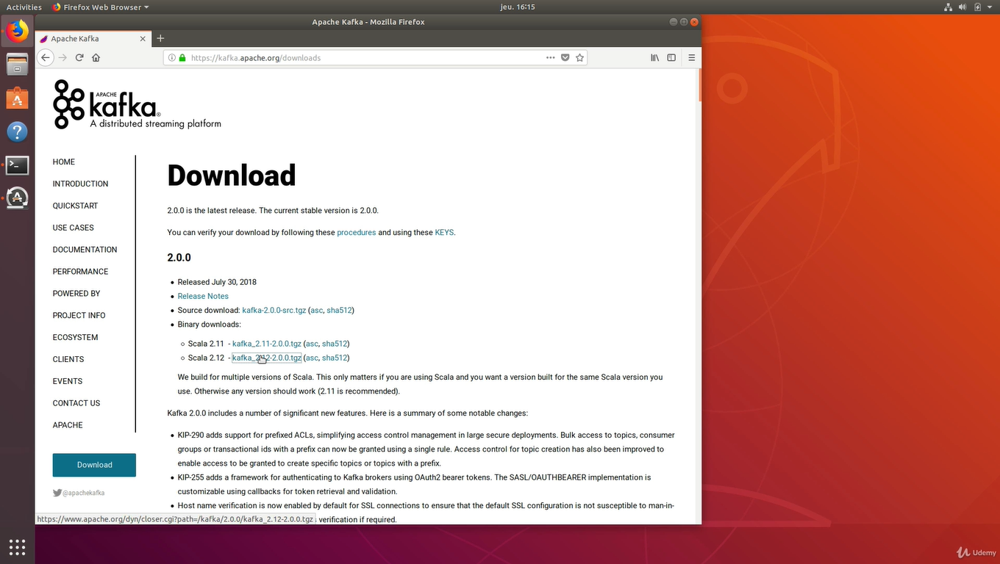 Activities Firefox Web Browser jeu. 16:15
Apache Kafka - Mozilla Firefox
Apache Kafka
https://kafka.apache.org/downloads
APACHE
kafka®
A distributed streaming platform
HOME
INTRODUCTION
QUICKSTART
USE CASES
DOCUMENTATION
PERFORMANCE
POWERED BY
PROJECT INFO
ECOSYSTEM
CLIENTS
EVENTS
CONTACT US
APACHE
Download
@apachekafka
Download
2.0.0 is the latest release. The current stable version is 2.0.0.
You can verify your download by following these procedures and using these KEYS.
2.0.0
• Released July 30, 2018
• Release Notes
• Source download: kafka-2.0.0-src.tgz (asc, sha512)
• Binary downloads:
Scala 2.11 - kafka_2.11-2.0.0.tgz (asc, sha512)
Scala 2.12 - kafka_2.12-2.0.0.tgz (asc, sha512)
We build for multiple versions of Scala. This only matters if you are using Scala and you want a version built for the same Scala version you
use. Otherwise any version should work (2.11 is recommended).
Kafka 2.0.0 includes a number of significant new features. Here is a summary of some notable changes:
• KIP-290 adds support for prefixed ACLs, simplifying access control management in large secure deployments. Bulk access to topics, consumer
groups or transactional ids with a prefix can now be granted using a single rule. Access control for topic creation has also been improved to
enable access to be granted to create specific topics or topics with a prefix.
• KIP-255 adds a framework for authenticating to Kafka brokers using OAuth2 bearer tokens. The SASL/OAUTHBEARER implementation is
customizable using callbacks for token retrieval and validation.
• Host name verification is now enabled by default for SSL connections to ensure that the default SSL configuration is not susceptible to man-in-
verification if required.
https://www.apache.org/dyn/closer.cgi?path=/kafka/2.0.0/kafka_2.12-2.0.0.tgz
Udemy